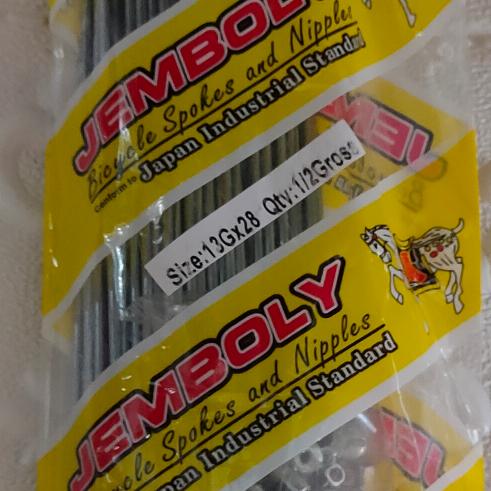 JEMBOLY
Bicycle Spokes and Nipples
Conform to Japan Industrial Standard
Size:13Gx28 Qty:1/2Gross
JEMBOLY
Spokes and Nipples
Japan Industrial Standard